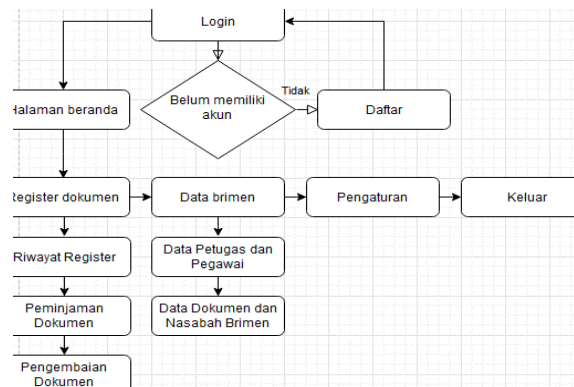 Login
Belum memiliki
akun
Tidak
Daftar
Halaman beranda
Register dokumen
Data brimen
Pengaturan
Keluar
Riwayat Register
Data Petugas dan
Pegawai
Peminjaman
Dokumen
Data Dokumen dan
Nasabah Brimen
Pengembaian
Dokumen